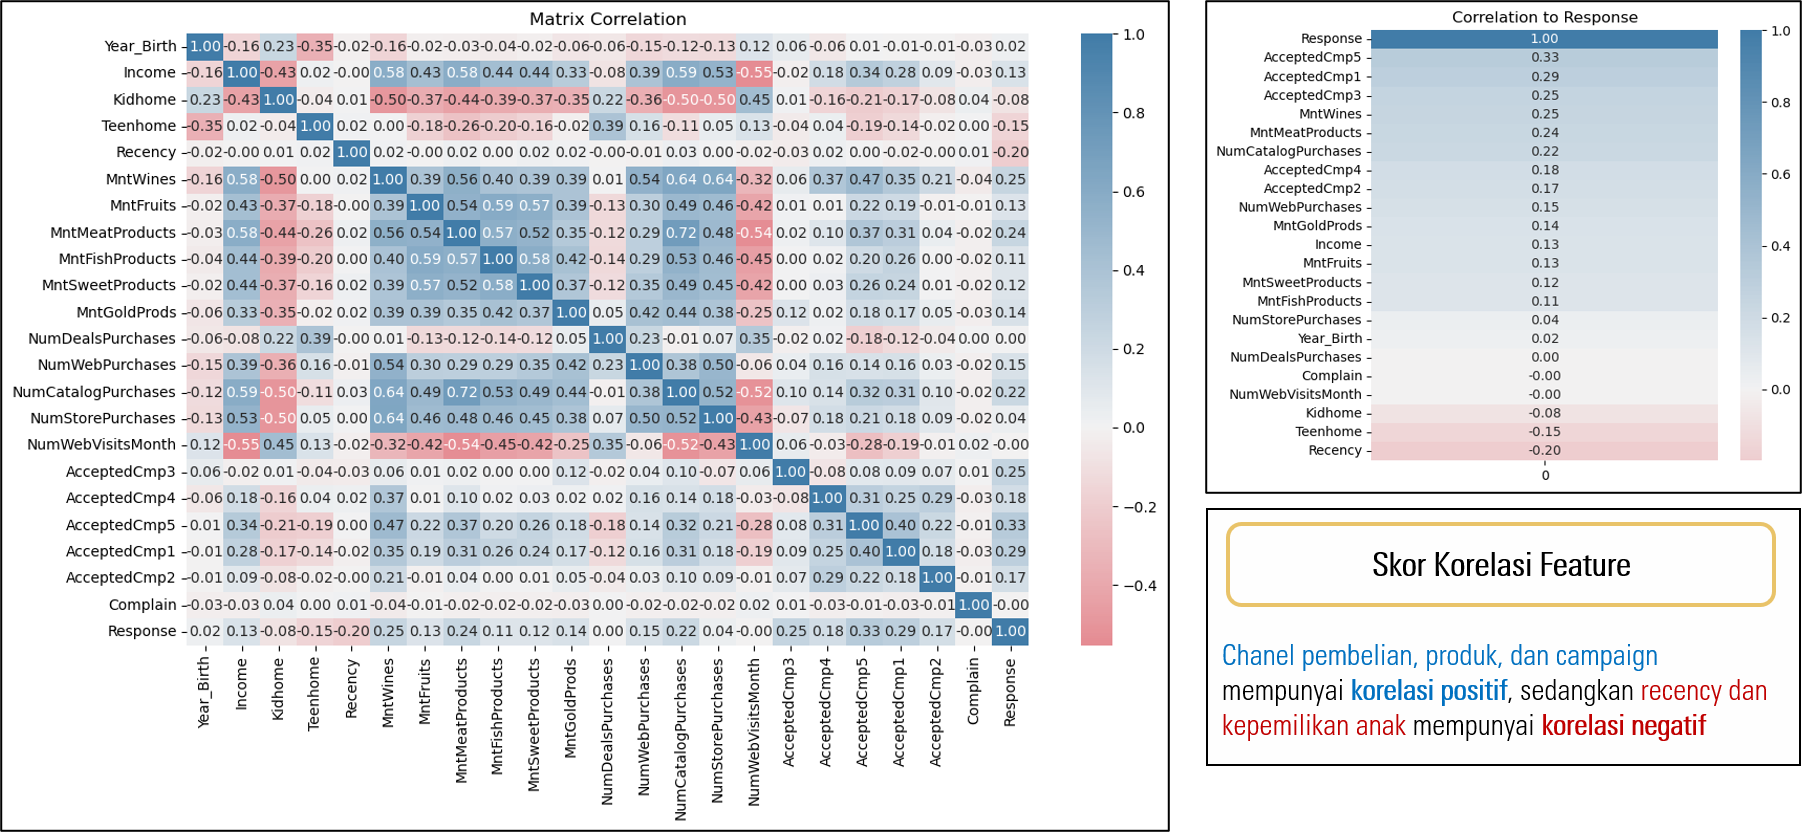 Matrix Correlation
Year_Birth 1.00 -0.16 0.23 -0.35 -0.02 -0.16 -0.02 -0.03 -0.04 -0.02 -0.06 -0.06 -0.15 -0.12 -0.13 0.12 0.06 -0.06 0.01 -0.01 -0.01 -0.03 0.02
Income -0.16 1.00 -0.43 0.02 -0.00 0.58 0.43 0.58 0.44 0.44 0.33 -0.08 0.39 0.59 0.53 -0.55 -0.02 0.18 0.34 0.28 0.09 -0.03 0.13
Kidhome 0.23 -0.43 1.00 -0.04 0.01 -0.50 -0.37 -0.44 -0.39 -0.37 -0.35 0.22 -0.36 -0.50 -0.50 0.45 0.01 -0.16 -0.21 -0.17 -0.08 0.04 -0.08
Teenhome -0.35 0.02 -0.04 1.00 0.02 0.00 -0.18 -0.26 -0.20 -0.16 -0.02 0.39 0.16 -0.11 0.05 0.13 -0.04 0.04 -0.19 -0.14 -0.02 0.00 -0.15
Recency -0.02 -0.00 0.01 0.02 1.00 0.02 -0.00 0.02 0.00 0.02 0.02 -0.00 -0.01 0.03 0.00 -0.02 -0.03 0.02 0.00 -0.02 -0.00 0.01 -0.20
MntWines -0.16 0.58 -0.50 0.00 0.02 1.00 0.39 0.56 0.40 0.39 0.39 0.01 0.54 0.64 0.64 -0.32 0.06 0.37 0.47 0.35 0.21 -0.04 0.25
MntFruits -0.02 0.43 -0.37 -0.18 -0.00 0.39 1.00 0.54 0.59 0.57 0.39 -0.13 0.30 0.49 0.46 -0.42 0.01 0.01 0.22 0.19 -0.01 -0.01 0.13
MntMeatProducts -0.03 0.58 -0.44 -0.26 0.02 0.56 0.54 1.00 0.57 0.52 0.35 -0.12 0.29 0.72 0.48 -0.54 0.02 0.10 0.37 0.31 0.04 -0.02 0.24
MntFishProducts -0.04 0.44 -0.39 -0.20 0.00 0.40 0.59 0.57 1.00 0.58 0.42 -0.14 0.29 0.53 0.46 -0.45 0.00 0.02 0.20 0.26 0.00 -0.02 0.11
MntSweetProducts -0.02 0.44 -0.37 -0.16 0.02 0.39 0.57 0.52 0.58 1.00 0.37 -0.12 0.35 0.49 0.45 -0.42 0.00 0.03 0.26 0.24 0.01 -0.02 0.12
MntGoldProds -0.06 0.33 -0.35 -0.02 0.02 0.39 0.39 0.35 0.42 0.37 1.00 0.05 0.42 0.44 0.38 -0.25 0.12 0.02 0.18 0.17 0.05 -0.03 0.14
NumDealsPurchases -0.06 -0.08 0.22 0.39 -0.00 0.01 -0.13 -0.12 -0.14 -0.12 0.05 1.00 0.23 -0.01 0.07 0.35 -0.02 0.02 -0.18 -0.12 -0.04 0.00 0.00
NumWebPurchases -0.15 0.39 -0.36 0.16 -0.01 0.54 0.30 0.29 0.29 0.35 0.42 0.23 1.00 0.38 0.50 -0.06 0.04 0.16 0.14 0.16 0.03 -0.02 0.15
NumCatalogPurchases -0.12 0.59 -0.50 -0.11 0.03 0.64 0.49 0.72 0.53 0.49 0.44 -0.01 0.38 1.00 0.52 -0.52 0.10 0.14 0.32 0.31 0.10 -0.02 0.22
NumStorePurchases -0.13 0.53 -0.50 0.05 0.00 0.64 0.46 0.48 0.46 0.45 0.38 0.07 0.50 0.52 1.00 -0.43 -0.07 0.18 0.21 0.18 0.09 -0.02 0.04
NumWebVisitsMonth 0.12 -0.55 0.45 0.13 -0.02 -0.32 -0.42 -0.54 -0.45 -0.42 -0.25 0.35 -0.06 -0.52 -0.43 1.00 0.06 -0.03 -0.28 -0.19 -0.01 0.02 -0.00
AcceptedCmp3 0.06 -0.02 0.01 -0.04 -0.03 0.06 0.01 0.02 0.00 0.00 0.12 -0.02 0.04 0.10 -0.07 0.06 1.00 -0.08 0.08 0.09 0.07 0.01 0.25
AcceptedCmp4 -0.06 0.18 -0.16 0.04 0.02 0.37 0.01 0.10 0.02 0.03 0.02 0.02 0.16 0.14 0.18 -0.03 -0.08 1.00 0.31 0.25 0.29 -0.03 0.18
AcceptedCmp5 0.01 0.34 -0.21 -0.19 0.00 0.47 0.22 0.37 0.20 0.26 0.18 -0.18 0.14 0.32 0.21 -0.28 0.08 0.31 1.00 0.40 0.22 -0.01 0.33
AcceptedCmp1 -0.01 0.28 -0.17 -0.14 -0.02 0.35 0.19 0.31 0.26 0.24 0.17 -0.12 0.16 0.31 0.18 -0.19 0.09 0.25 0.40 1.00 0.18 -0.03 0.29
AcceptedCmp2 -0.01 0.09 -0.08 -0.02 -0.00 0.21 -0.01 0.04 0.00 0.01 0.05 -0.04 0.03 0.10 0.09 -0.01 0.07 0.29 0.22 0.18 1.00 -0.01 0.17
Complain -0.03 -0.03 0.04 0.00 0.01 -0.04 -0.01 -0.02 -0.02 -0.02 -0.03 0.00 -0.02 -0.02 -0.02 0.02 0.01 -0.03 -0.01 -0.03 -0.01 1.00 -0.00
Response 0.02 0.13 -0.08 -0.15 -0.20 0.25 0.13 0.24 0.11 0.12 0.14 0.00 0.15 0.22 0.04 -0.00 0.25 0.18 0.33 0.29 0.17 -0.00 1.00
Year_Birth Income Kidhome Teenhome Recency MntWines MntFruits MntMeatProducts MntFishProducts MntSweetProducts MntGoldProds NumDealsPurchases NumWebPurchases NumCatalogPurchases NumStorePurchases NumWebVisitsMonth AcceptedCmp3 AcceptedCmp4 AcceptedCmp5 AcceptedCmp1 AcceptedCmp2 Complain Response
1.0
0.8
0.6
0.4
0.2
0.0
−0.2
−0.4
Correlation to Response
Response 1.00
AcceptedCmp5 0.33
AcceptedCmp1 0.29
AcceptedCmp3 0.25
MntWines 0.25
MntMeatProducts 0.24
NumCatalogPurchases 0.22
AcceptedCmp4 0.18
AcceptedCmp2 0.17
NumWebPurchases 0.15
MntGoldProds 0.14
Income 0.13
MntFruits 0.13
MntSweetProducts 0.12
MntFishProducts 0.11
NumStorePurchases 0.04
Year_Birth 0.02
NumDealsPurchases 0.00
Complain -0.00
NumWebVisitsMonth -0.00
Kidhome -0.08
Teenhome -0.15
Recency -0.20
0
1.0
0.8
0.6
0.4
0.2
0.0
Skor Korelasi Feature
Chanel pembelian, produk, dan campaign
mempunyai korelasi positif, sedangkan recency dan
kepemilikan anak mempunyai korelasi negatif